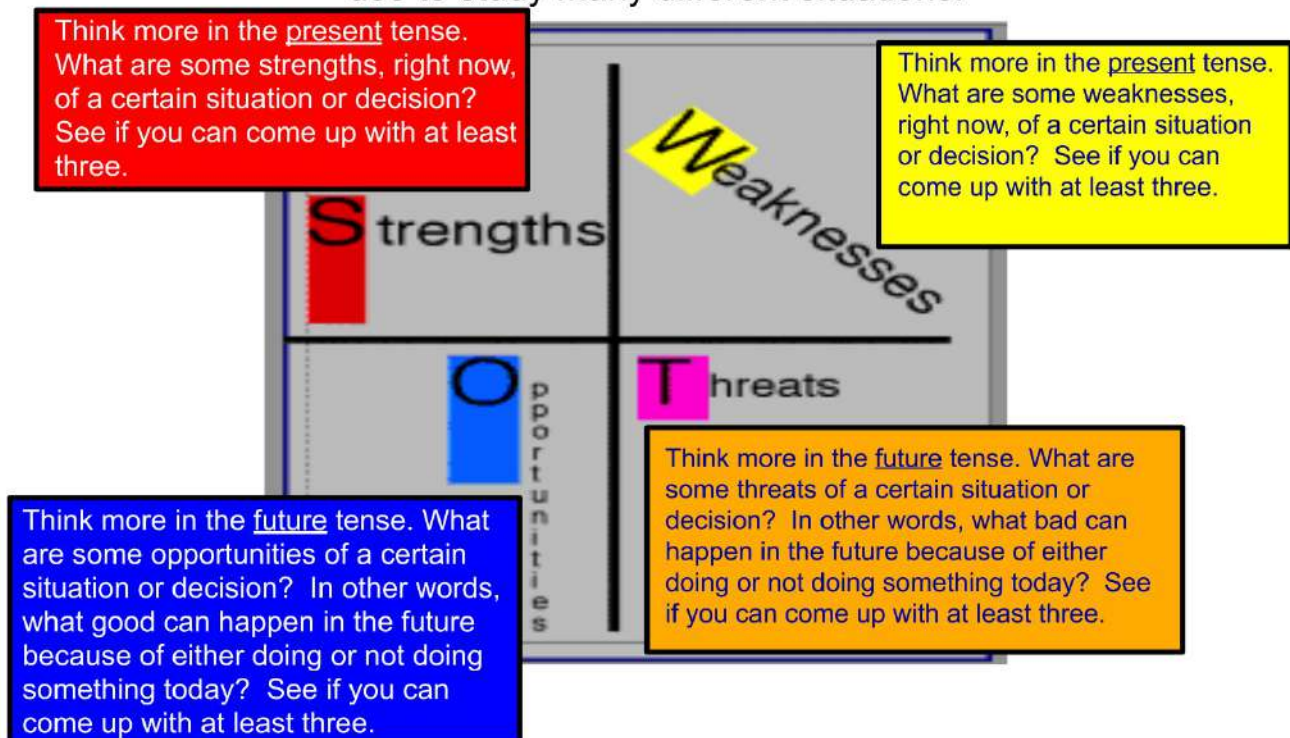 use to study many different situations.
Think more in the present tense.
What are some strengths, right now,
of a certain situation or decision?
See if you can come up with at least
three.
Think more in the present tense.
What are some weaknesses,
right now, of a certain situation
or decision?  See if you can
come up with at least three.
Strengths
Weaknesses
Opportunities
Threats
Think more in the future tense. What
are some opportunities of a certain
situation or decision?  In other words,
what good can happen in the future
because of either doing or not doing
something today?  See if you can
come up with at least three.
Think more in the future tense. What are
some threats of a certain situation or
decision?  In other words, what bad can
happen in the future because of either
doing or not doing something today?  See
if you can come up with at least three.